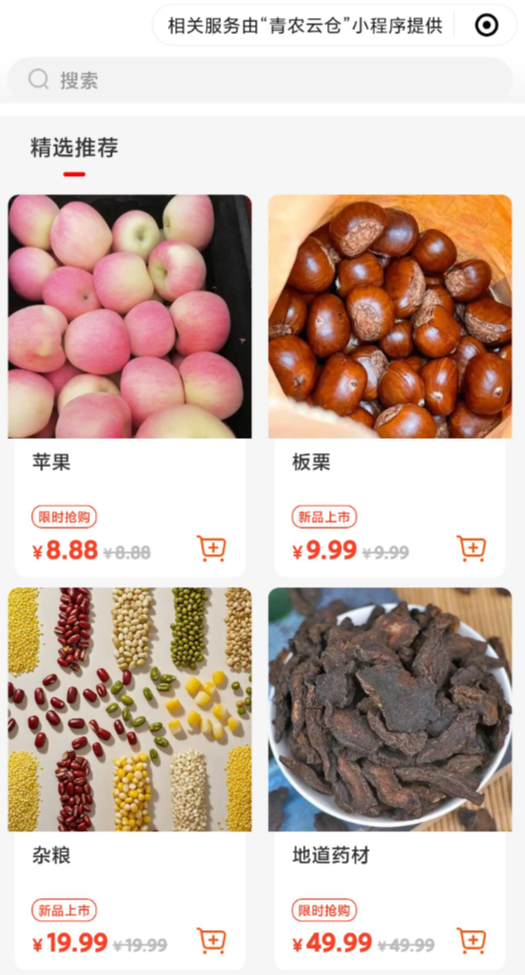 相关服务由“青农云仓”小程序提供
搜索
精选推荐
苹果
限时抢购
¥8.88 ¥8.88
板栗
新品上市
¥9.99 ¥9.99
杂粮
新品上市
¥19.99 ¥19.99
地道药材
限时抢购
¥49.99 ¥49.99